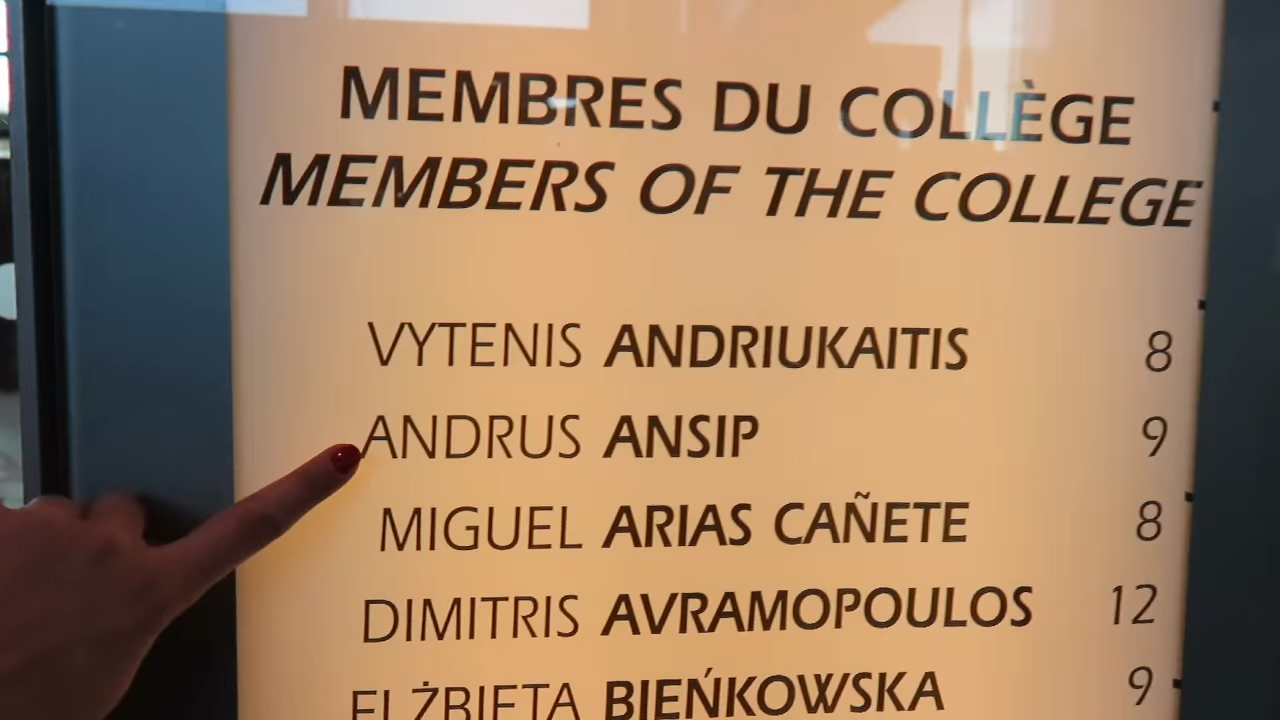 MEMBRES DU COLLÈGE
MEMBERS OF THE COLLEGE
VYTENIS ANDRIUKAITIS 8
ANDRUS ANSIP 9
MIGUEL ARIAS CAÑETE 8
DIMITRIS AVRAMOPOULOS 12
ELŻBIETA BIEŃKOWSKA 9